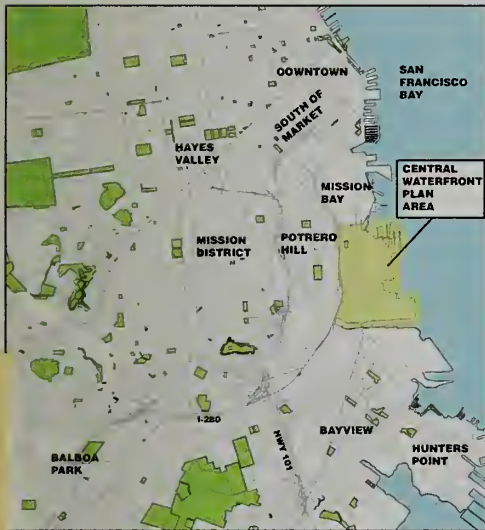 DOWNTOWN
SAN
FRANCISCO
BAY
SOUTH OF
MARKET
HAYES
VALLEY
CENTRAL
WATERFRONT
PLAN
AREA
MISSION
BAY
MISSION
DISTRICT
POTRERO
HILL
I-280
HWY 101
BAYVIEW
HUNTERS
POINT
BALBOA
PARK